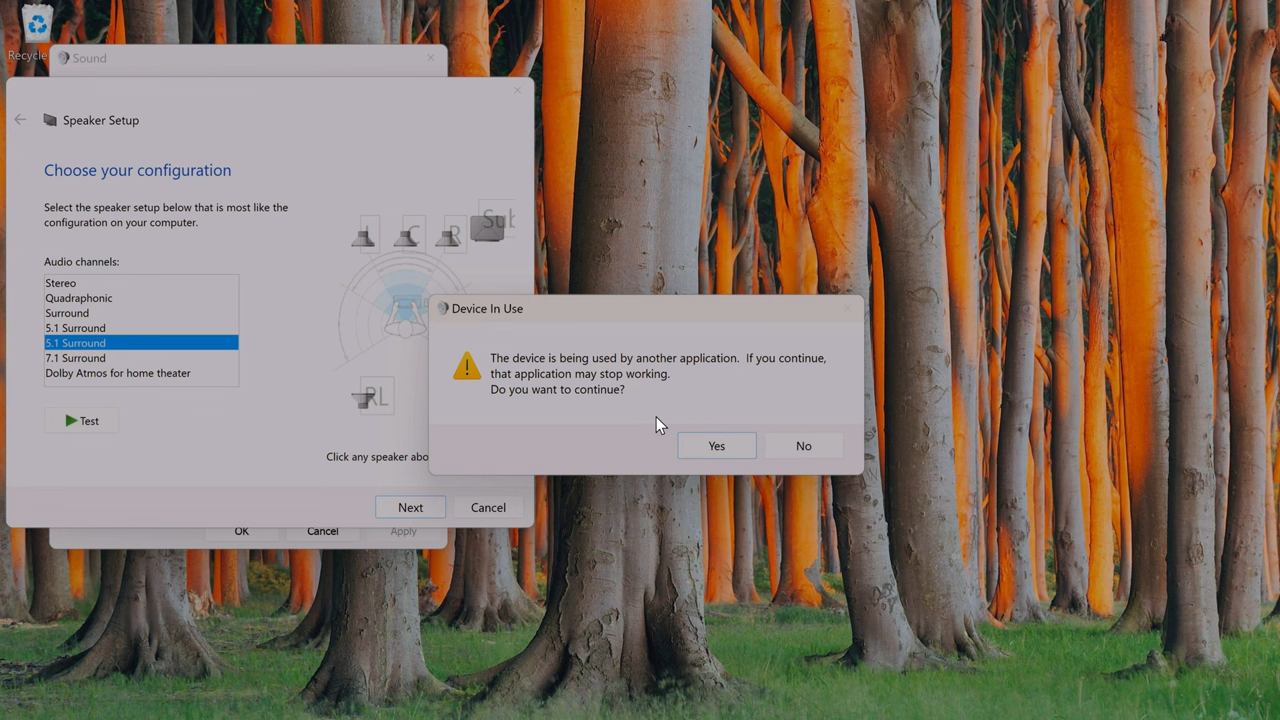 Recycle
Sound
Speaker Setup
Choose your configuration
Select the speaker setup below that is most like the
configuration on your computer.
Audio channels:
Stereo
Quadraphonic
Surround
5.1 Surround
5.1 Surround
7.1 Surround
Dolby Atmos for home theater
Test
L
C
R
Sub
RL
Click any speaker abo
Next
Cancel
OK
Cancel
Apply
Device In Use
The device is being used by another application. If you continue,
that application may stop working.
Do you want to continue?
Yes
No